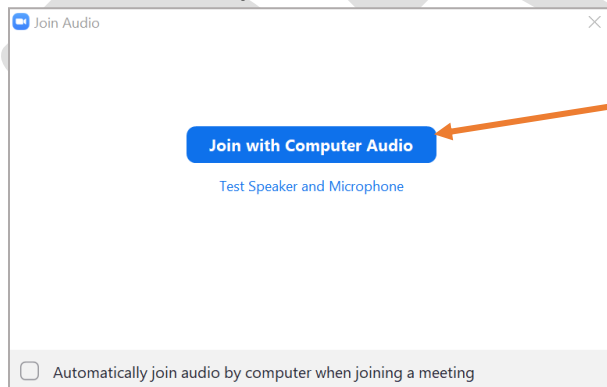 Join Audio
Join with Computer Audio
Test Speaker and Microphone
Automatically join audio by computer when joining a meeting